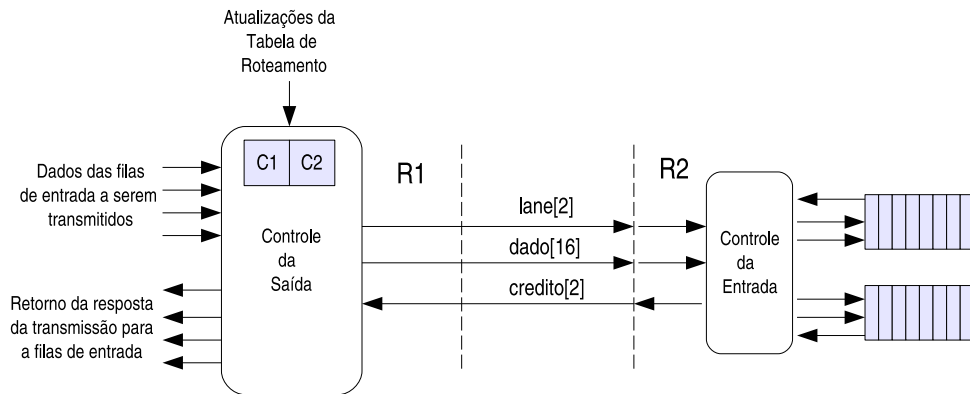 Atualizações da
Tabela de
Roteamento
C1 C2
R1
R2
Dados das filas
de entrada a serem
transmitidos
lane[2]
dado[16]
credito[2]
Controle
da
Saída
Controle
da
Entrada
Retorno da resposta
da transmissão para
a filas de entrada